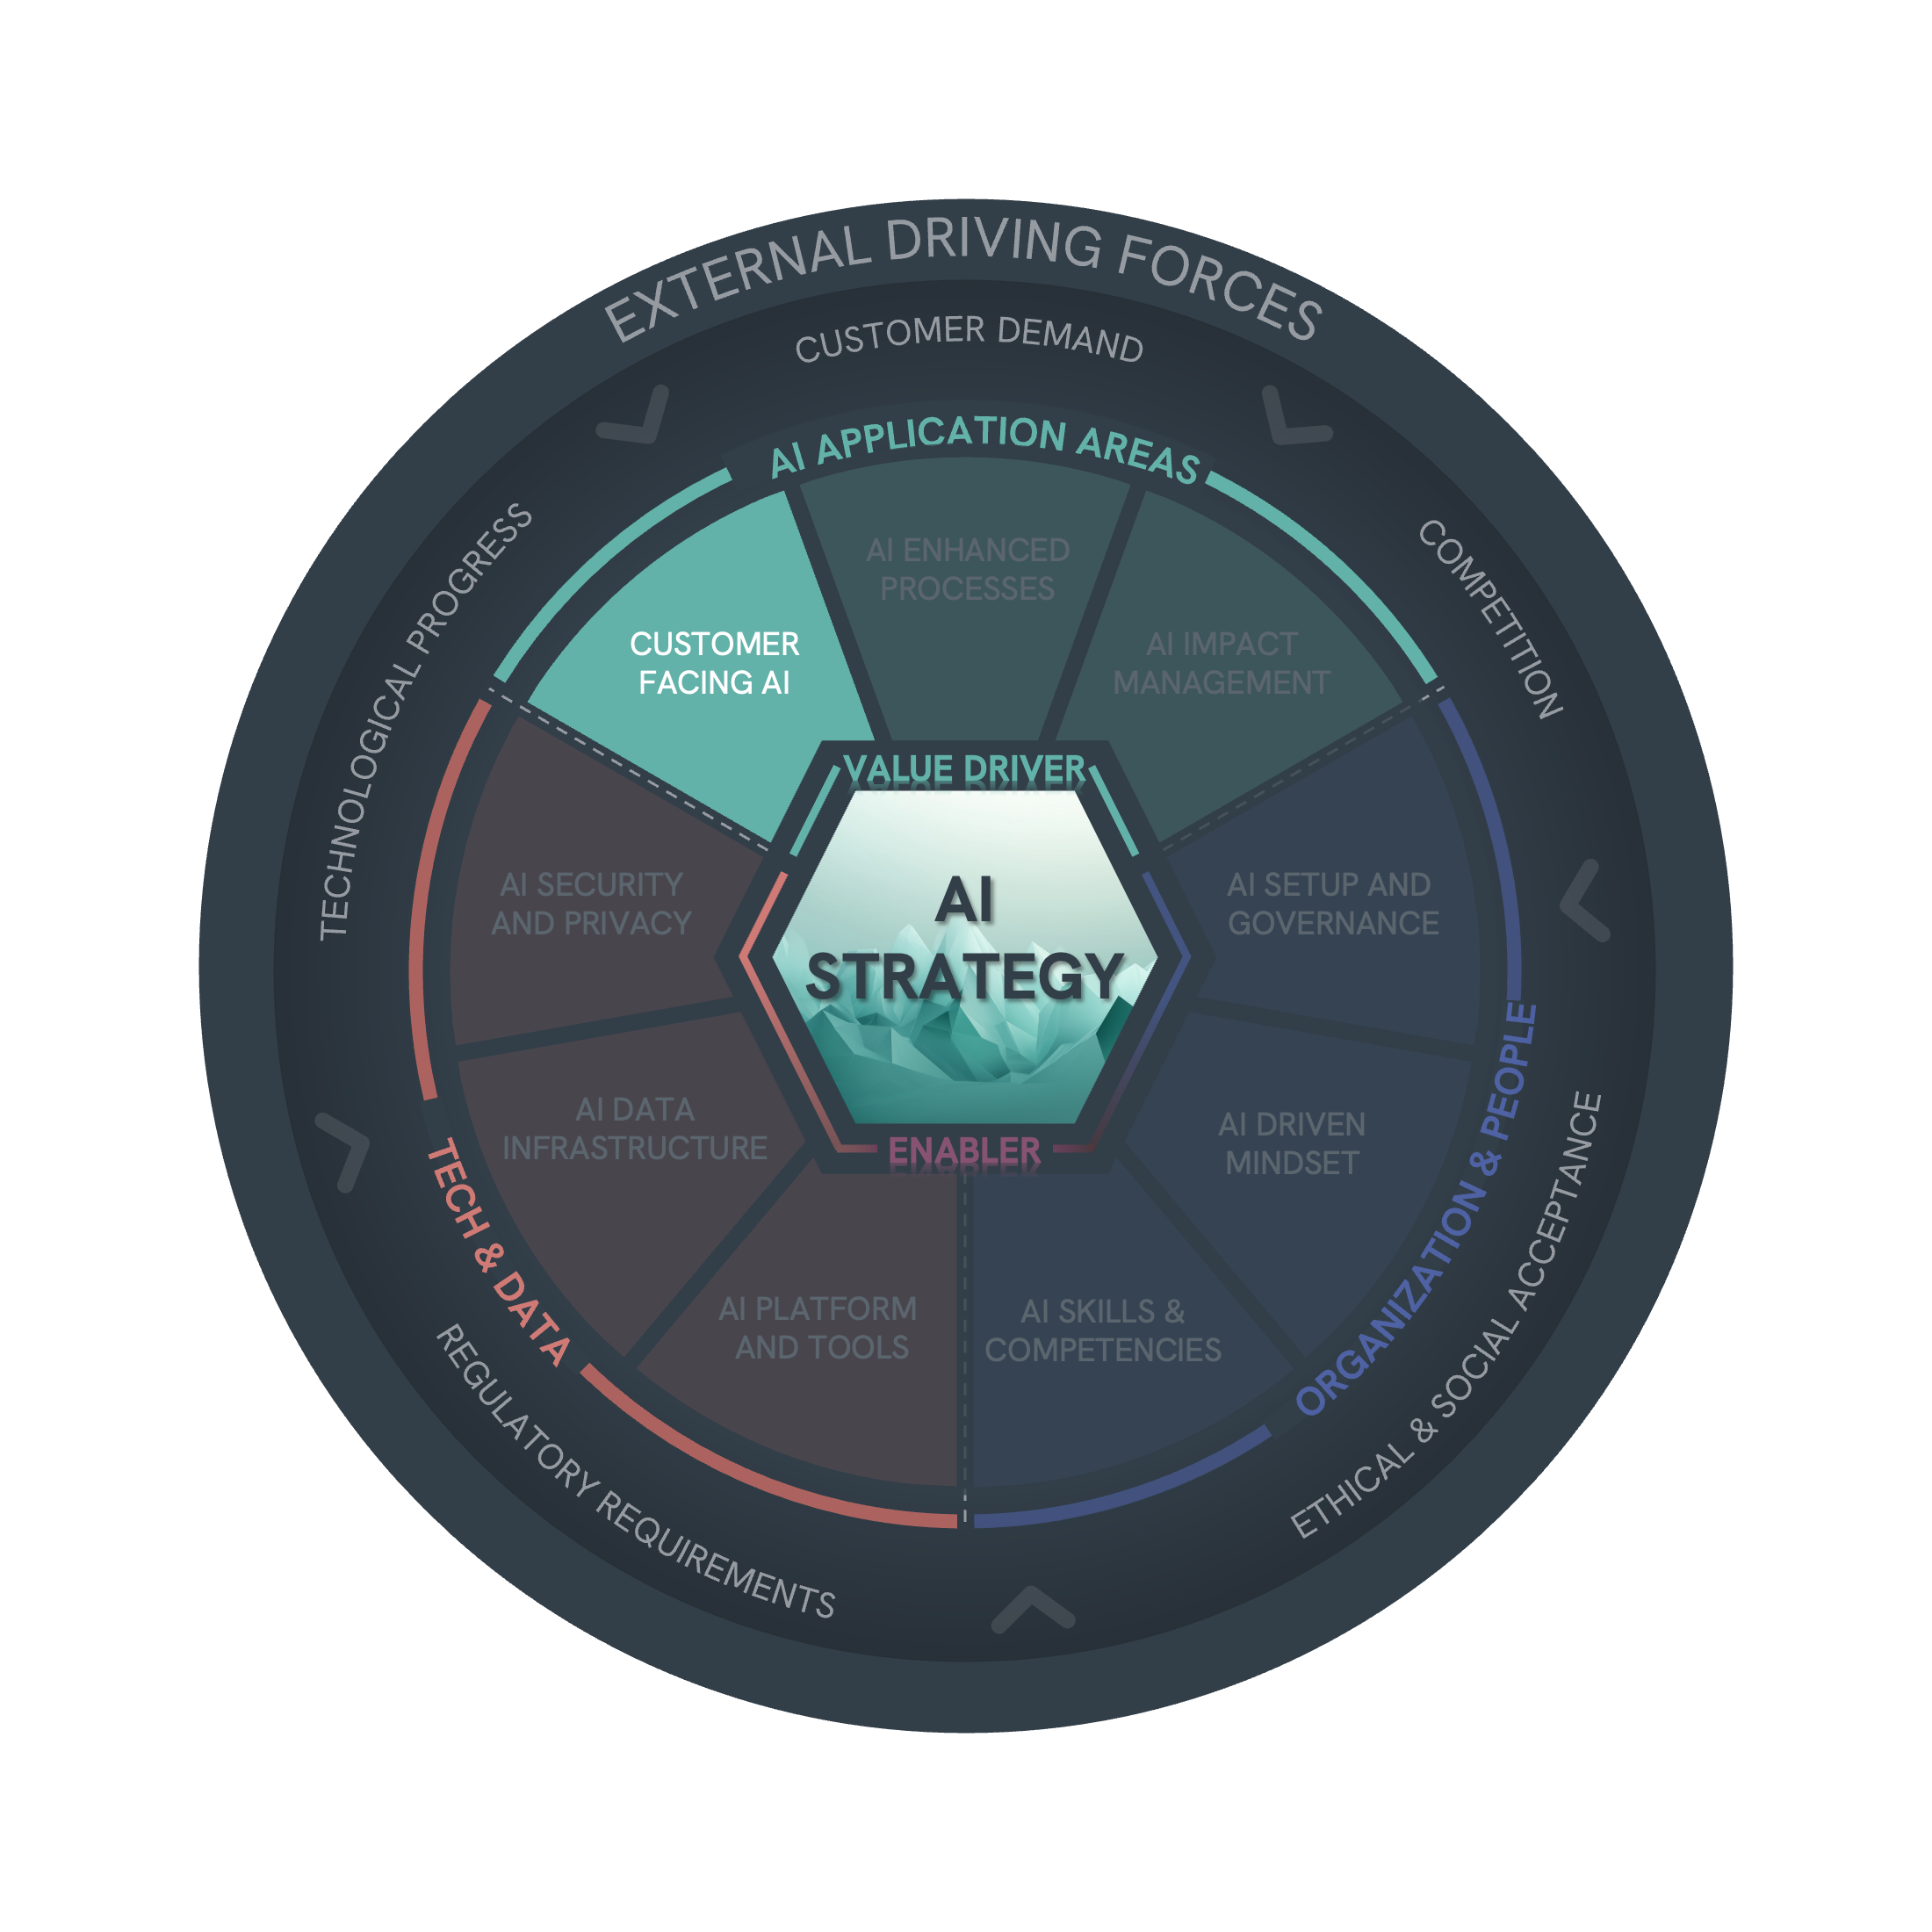 EXTERNAL DRIVING FORCES
CUSTOMER DEMAND
TECHNOLOGICAL PROGRESS
COMPETITION
AI APPLICATION AREAS
AI ENHANCED
PROCESSES
CUSTOMER
FACING AI
AI IMPACT
MANAGEMENT
VALUE DRIVER
AI
STRATEGY
ENABLER
AI SECURITY
AND PRIVACY
AI SETUP AND
GOVERNANCE
AI DATA
INFRASTRUCTURE
AI DRIVEN
MINDSET
AI PLATFORM
AND TOOLS
AI SKILLS &
COMPETENCIES
TECH & DATA
ORGANIZATION & PEOPLE
REGULATORY REQUIREMENTS
ETHICAL & SOCIAL ACCEPTANCE